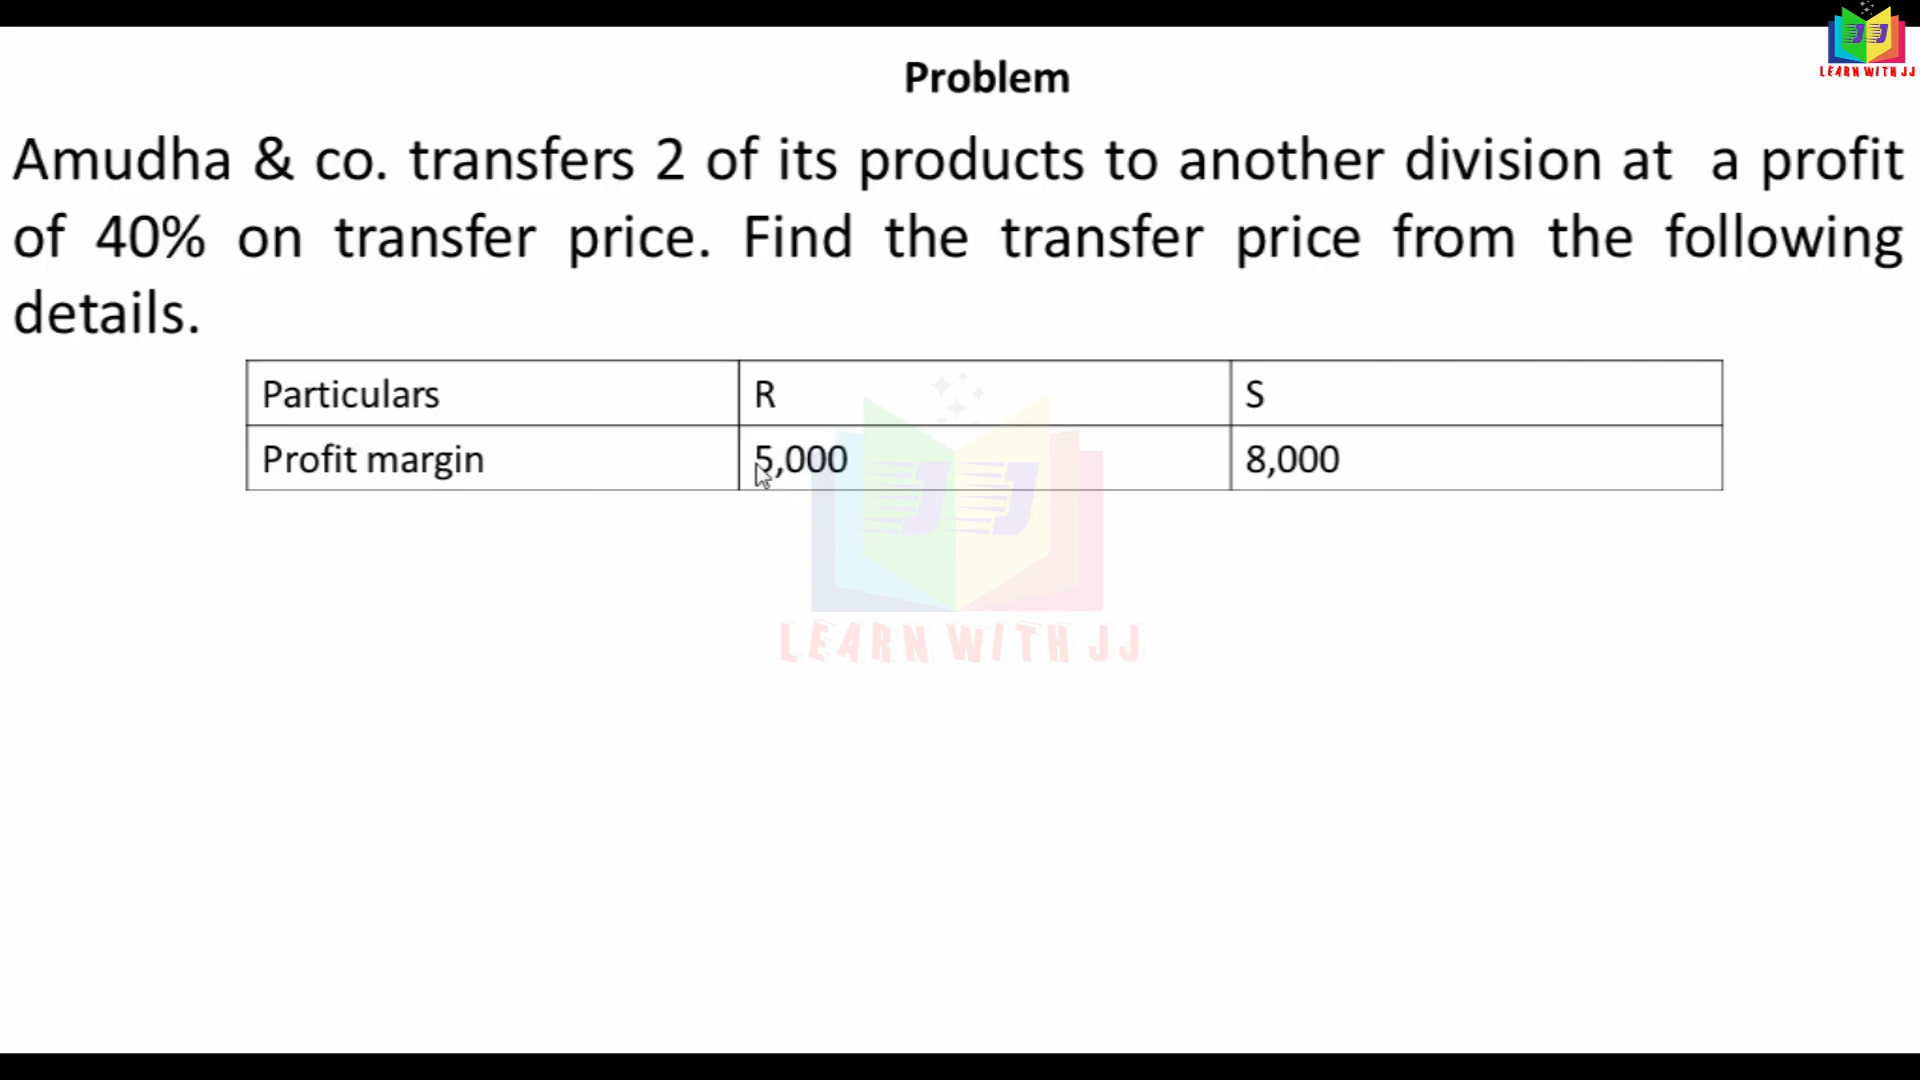 LEARN WITH JJ
Problem
Amudha & co. transfers 2 of its products to another division at a profit
of 40% on transfer price. Find the transfer price from the following
details.
Particulars R S
Profit margin 5,000 8,000
JJ
LEARN WITH JJ